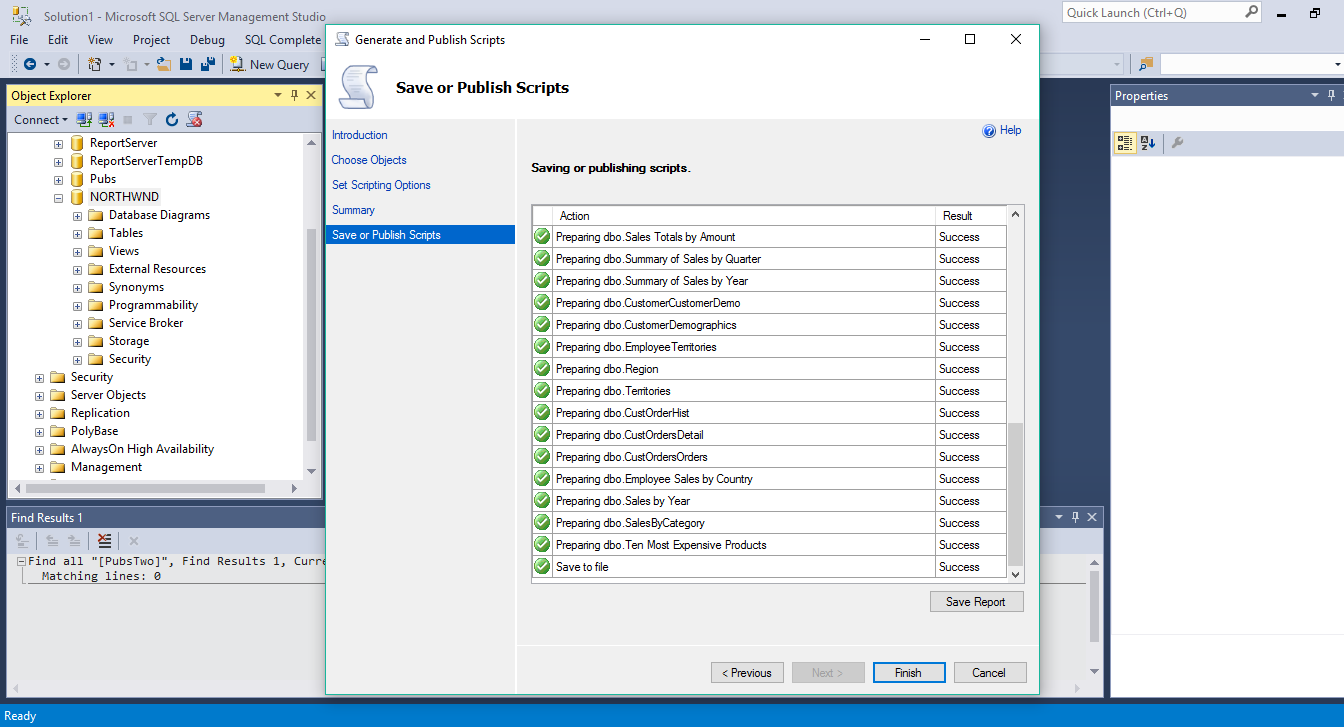 Solution1 - Microsoft SQL Server Management Studio
Quick Launch (Ctrl+Q)
File Edit View Project Debug SQL Complete
New Query
Object Explorer
Connect
ReportServer
ReportServerTempDB
Pubs
NORTHWND
Database Diagrams
Tables
Views
External Resources
Synonyms
Programmability
Service Broker
Storage
Security
Security
Server Objects
Replication
PolyBase
AlwaysOn High Availability
Management
Find Results 1
Find all "[PubsTwo]", Find Results 1, Curre
Matching lines: 0
Generate and Publish Scripts
Save or Publish Scripts
Introduction
Choose Objects
Set Scripting Options
Summary
Save or Publish Scripts
Help
Saving or publishing scripts.
Action Result
Preparing dbo.Sales Totals by Amount Success
Preparing dbo.Summary of Sales by Quarter Success
Preparing dbo.Summary of Sales by Year Success
Preparing dbo.CustomerCustomerDemo Success
Preparing dbo.CustomerDemographics Success
Preparing dbo.EmployeeTerritories Success
Preparing dbo.Region Success
Preparing dbo.Territories Success
Preparing dbo.CustOrderHist Success
Preparing dbo.CustOrdersDetail Success
Preparing dbo.CustOrdersOrders Success
Preparing dbo.Employee Sales by Country Success
Preparing dbo.Sales by Year Success
Preparing dbo.SalesByCategory Success
Preparing dbo.Ten Most Expensive Products Success
Save to file Success
Save Report
< Previous Next > Finish Cancel
Properties
Ready